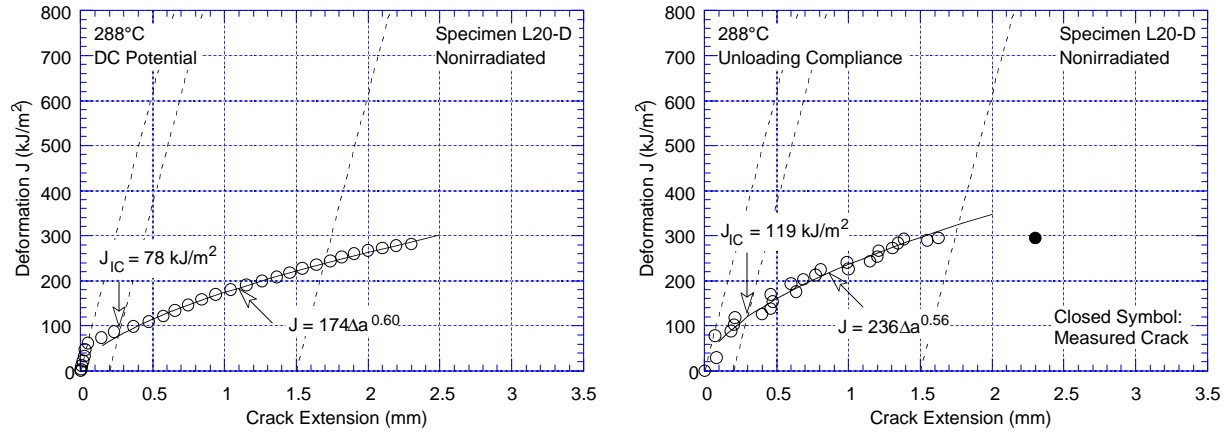 800
700
600
500
400
300
200
100
0
Deformation J (kJ/m²)
288°C
DC Potential
Specimen L20-D
Nonirradiated
J_IC = 78 kJ/m²
J = 174Δa^0.60
0 0.5 1 1.5 2 2.5 3 3.5
Crack Extension (mm)
800
700
600
500
400
300
200
100
0
Deformation J (kJ/m²)
288°C
Unloading Compliance
Specimen L20-D
Nonirradiated
J_IC = 119 kJ/m²
J = 236Δa^0.56
Closed Symbol:
Measured Crack
0 0.5 1 1.5 2 2.5 3 3.5
Crack Extension (mm)